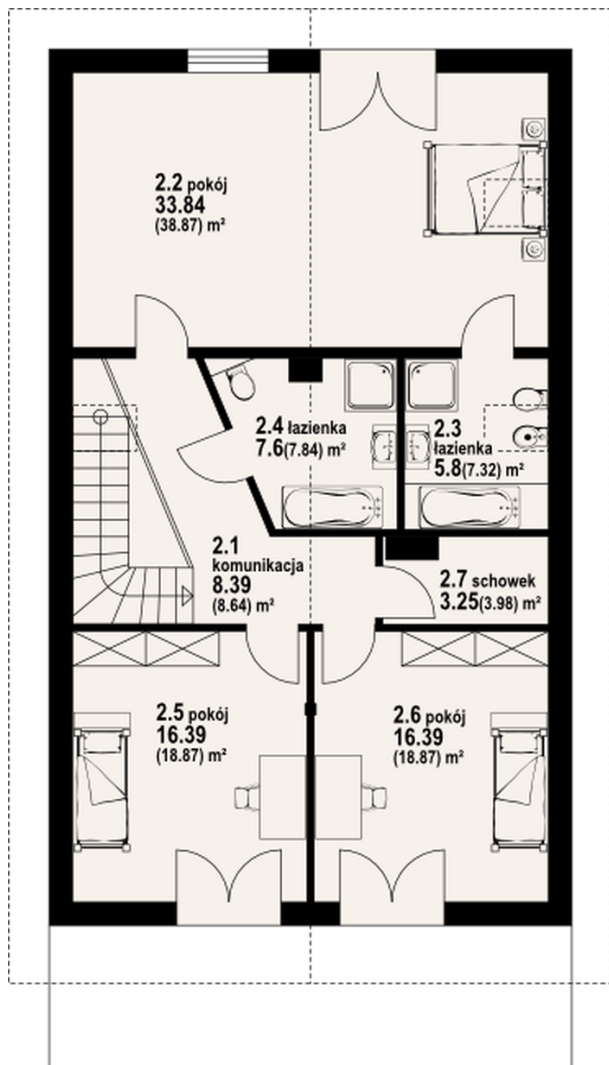 2.2 pokój
33.84
(38.87) m²
2.4 łazienka
7.6(7.84) m²
2.3
łazienka
5.8(7.32) m²
2.1
komunikacja
8.39
(8.64) m²
2.7 schowek
3.25(3.98) m²
2.5 pokój
16.39
(18.87) m²
2.6 pokój
16.39
(18.87) m²